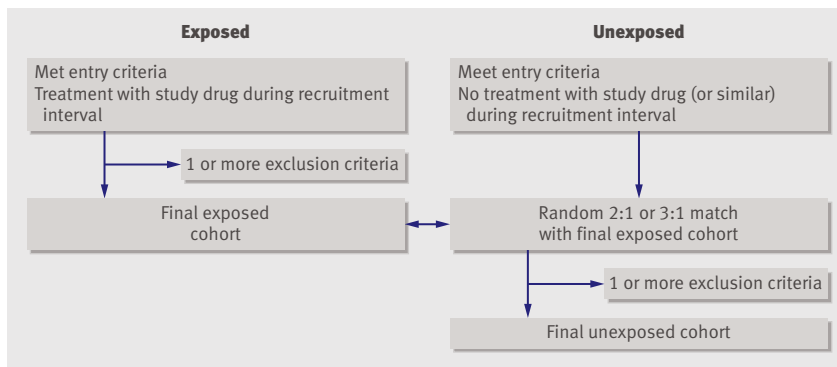 Exposed
Met entry criteria
Treatment with study drug during recruitment
interval
1 or more exclusion criteria
Final exposed
cohort
Unexposed
Meet entry criteria
No treatment with study drug (or similar)
during recruitment interval
Random 2:1 or 3:1 match
with final exposed cohort
1 or more exclusion criteria
Final unexposed cohort